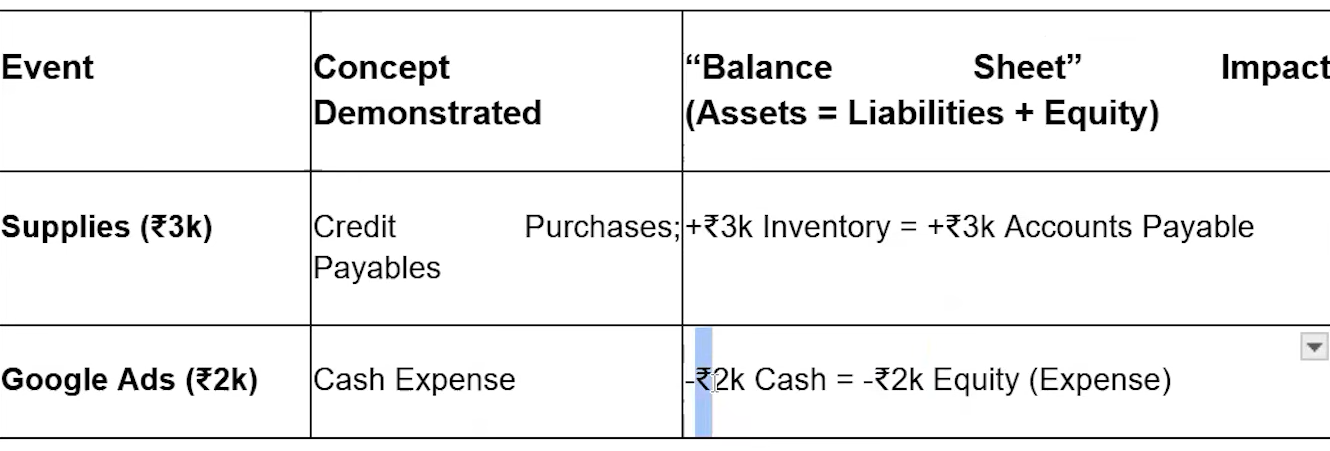 Event
Concept
Demonstrated
“Balance Sheet” Impact
(Assets = Liabilities + Equity)
Supplies (₹3k)
Credit Purchases;
Payables
+₹3k Inventory = +₹3k Accounts Payable
Google Ads (₹2k)
Cash Expense
-₹2k Cash = -₹2k Equity (Expense)